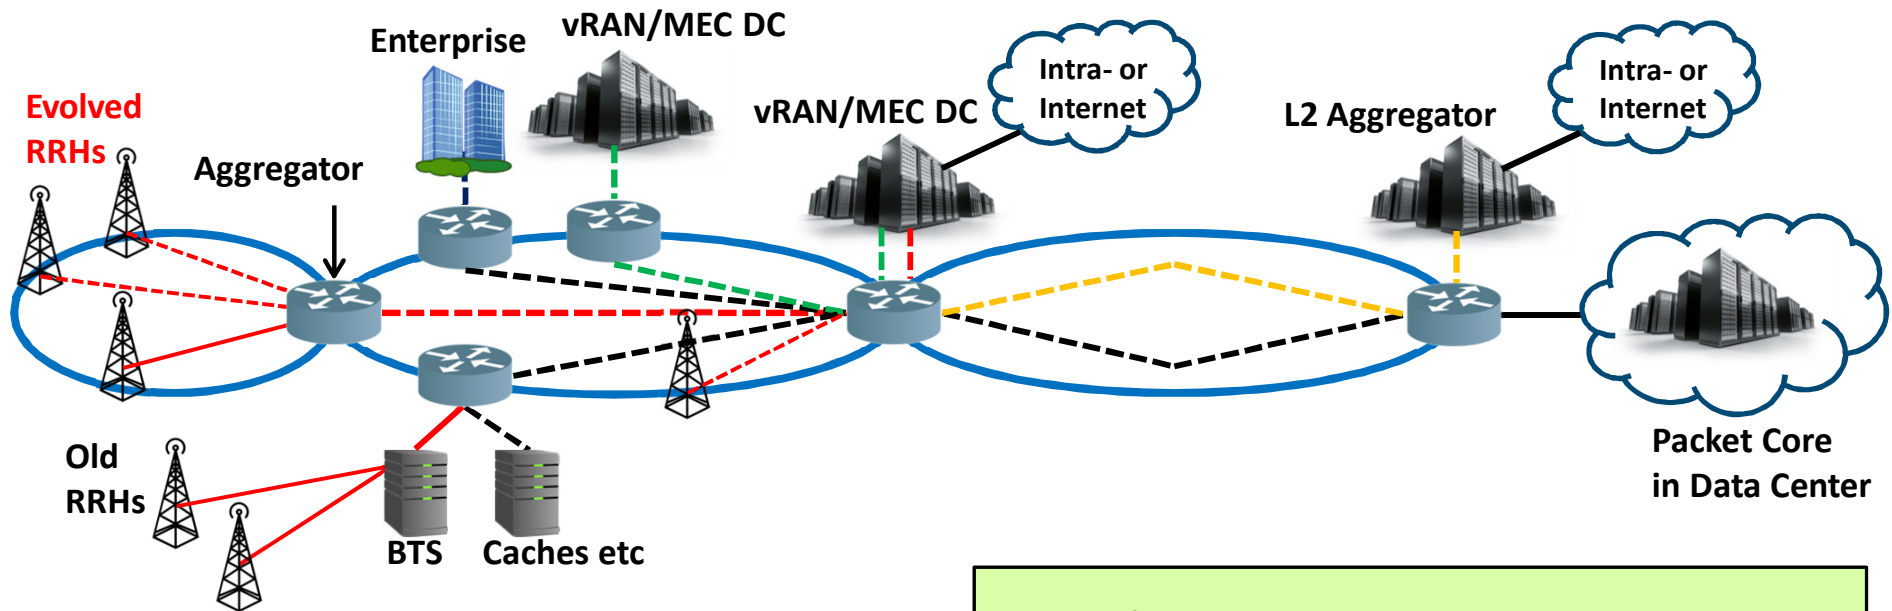 vRAN/MEC DC
Enterprise
Intra- or
Internet
Intra- or
Internet
Evolved
RRHs
vRAN/MEC DC
L2 Aggregator
Aggregator
Old
RRHs
Packet Core
in Data Center
BTS
Caches etc